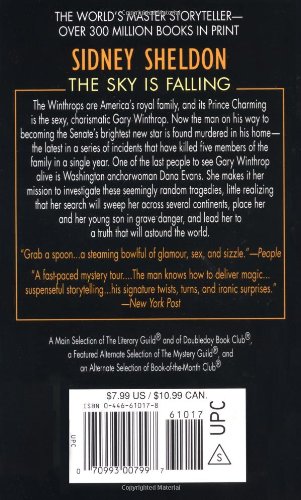 THE WORLD'S MASTER STORYTELLER—
OVER 300 MILLION BOOKS IN PRINT
SIDNEY SHELDON
THE SKY IS FALLING
The Winthrops are America's royal family, and its Prince Charming
is the sexy, charismatic Gary Winthrop. Now the man on his way to
becoming the Senate's brightest new star is found murdered in his home—
the latest in a series of incidents that have killed five members of the
family in a single year. One of the last people to see Gary Winthrop
alive is Washington anchorwoman Dana Evans. She makes it her
mission to investigate these seemingly random tragedies, little realizing
that her search will sweep her across several continents, place her
and her young son in grave danger, and lead her to
a truth that will astound the world.
"Grab a spoon...a steaming bowlful of glamour, sex, and sizzle."—People
"A fast-paced mystery tour....The man knows how to deliver magic...
suspenseful storytelling...his signature twists, turns, and ironic surprises."
—New York Post
A Main Selection of The Literary Guild® and of Doubleday Book Club®,
a Featured Alternate Selection of The Mystery Guild®, and
an Alternate Selection of Book-of-the-Month Club®
$7.99 US / $10.99 CAN.
ISBN 0-446-61017-8
61017
UPC
0 70993 00799 7
S
UPC